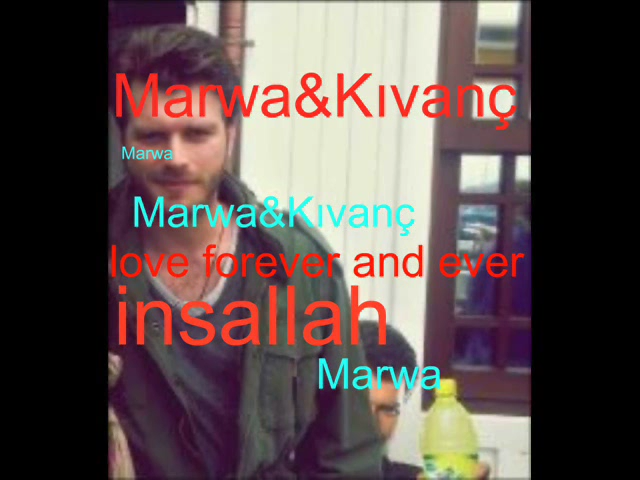 Marwa&Kıvanç
Marwa
Marwa&Kıvanç
love forever and ever
insallah
Marwa